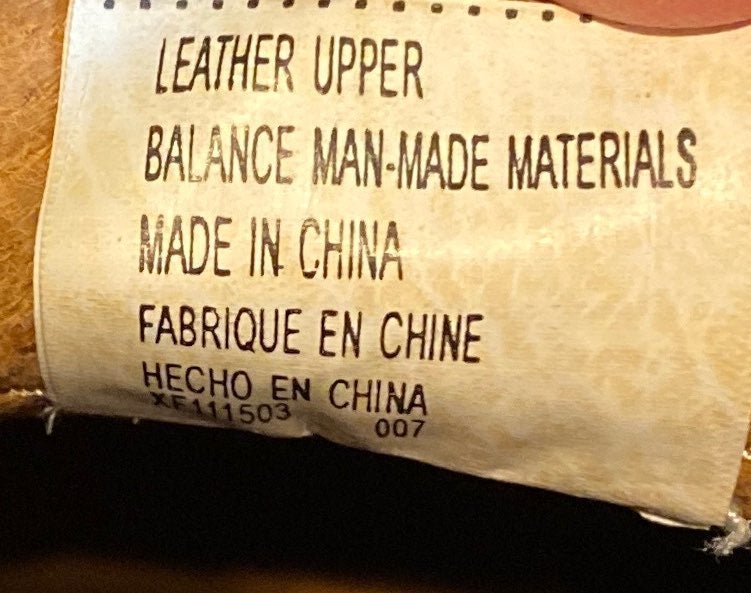 LEATHER UPPER
BALANCE MAN-MADE MATERIALS
MADE IN CHINA
FABRIQUE EN CHINE
HECHO EN CHINA
XF111503 007